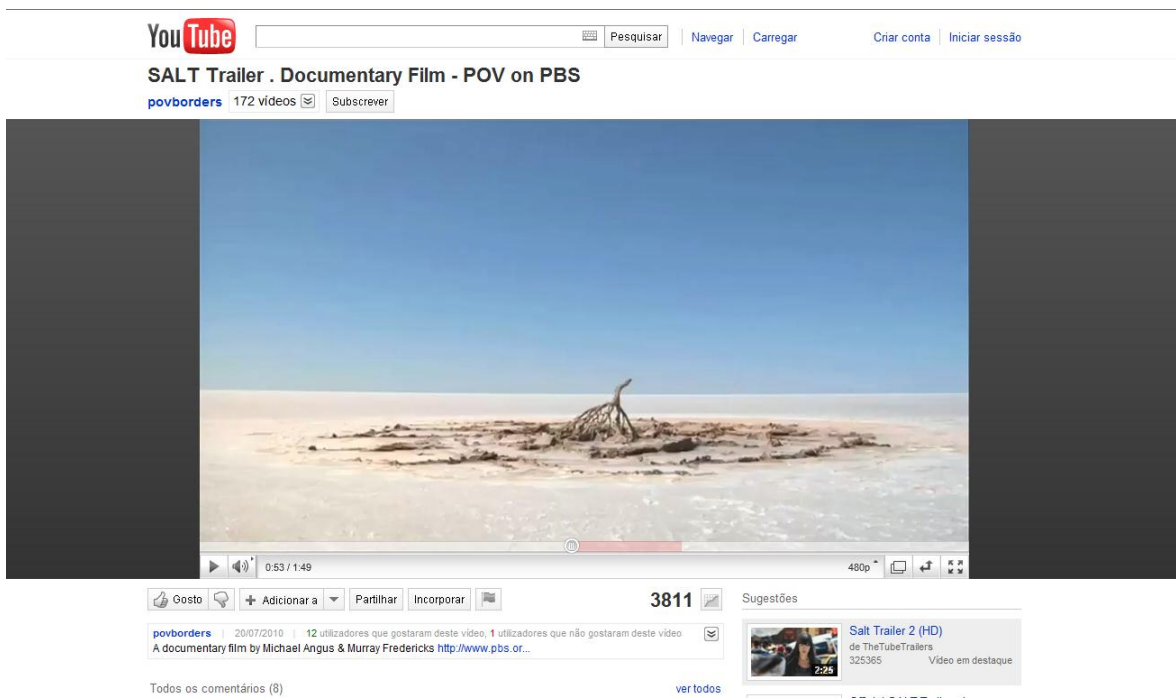 You Tube
Pesquisar
Navegar
Carregar
Criar conta
Iniciar sessão
SALT Trailer . Documentary Film - POV on PBS
povborders 172 vídeos
Subscrever
0:53 / 1:49
480p
Gosto
Adicionar a
Partilhar
Incorporar
3811
povborders | 20/07/2010 | 12 utilizadores que gostaram deste vídeo, 1 utilizadores que não gostaram deste vídeo
A documentary film by Michael Angus & Murray Fredericks http://www.pbs.or...
Todos os comentários (8)
ver todos
Sugestões
2:25
Salt Trailer 2 (HD)
de TheTubeTrailers
325365
Vídeo em destaque